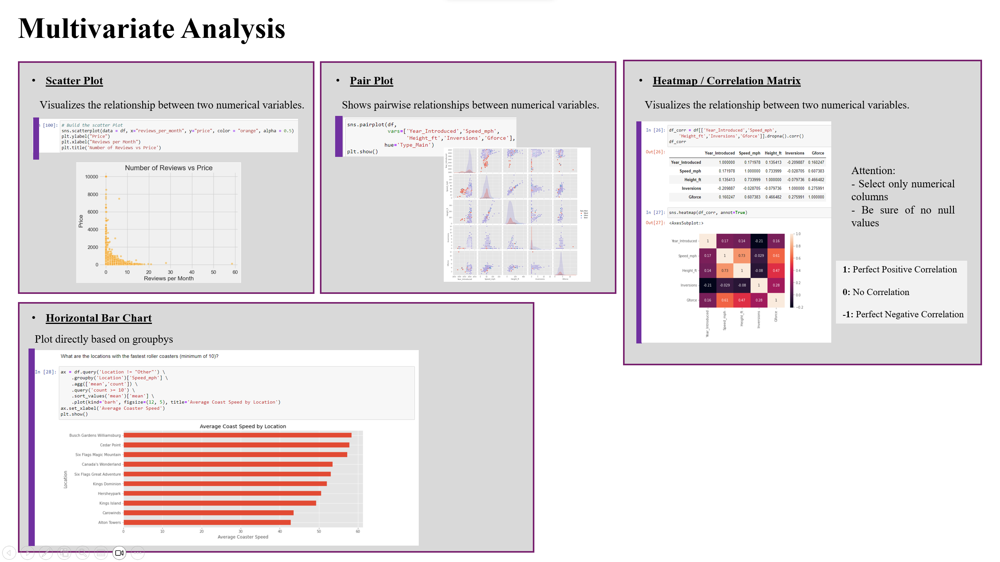 Multivariate Analysis
• Scatter Plot
Visualizes the relationship between two numerical variables.
[100]:
# Build the scatter Plot
sns.scatterplot(data = df, x="reviews_per_month", y="price", color = "orange", alpha = 0.5)
plt.ylabel("Price")
plt.xlabel("Reviews per Month")
plt.title('Number of Reviews vs Price')
Number of Reviews vs Price
10000
8000
6000
4000
2000
0
Price
0 10 20 30 40 50 60
Reviews per Month
• Pair Plot
Shows pairwise relationships between numerical variables.
sns.pairplot(df,
vars=['Year_Introduced','Speed_mph',
'Height_ft','Inversions','Gforce'],
hue='Type_Main')
plt.show()
Year_Introduced
Speed_mph
Height_ft
Inversions
Gforce
Type_Main
Wood
Other
Steel
Year_Introduced Speed_mph Height_ft Inversions Gforce
• Heatmap / Correlation Matrix
Visualizes the relationship between two numerical variables.
In [26]: df_corr = df[['Year_Introduced','Speed_mph',
'Height_ft','Inversions','Gforce']].dropna().corr()
df_corr
Out[26]:
Year_Introduced Speed_mph Height_ft Inversions Gforce
Year_Introduced 1.000000 0.171978 0.135413 -0.209887 0.160247
Speed_mph 0.171978 1.000000 0.733999 -0.028705 0.607383
Height_ft 0.135413 0.733999 1.000000 -0.079736 0.466482
Inversions -0.209887 -0.028705 -0.079736 1.000000 0.275991
Gforce 0.160247 0.607383 0.466482 0.275991 1.000000
In [27]: sns.heatmap(df_corr, annot=True)
Out[27]: <AxesSubplot:>
Year_Introduced 1 0.17 0.14 -0.21 0.16
Speed_mph 0.17 1 0.73 -0.029 0.61
Height_ft 0.14 0.73 1 -0.08 0.47
Inversions -0.21 -0.029 -0.08 1 0.28
Gforce 0.16 0.61 0.47 0.28 1
Year_Introduced Speed_mph Height_ft Inversions Gforce
1.0
0.8
0.6
0.4
0.2
0.0
-0.2
Attention:
- Select only numerical
columns
- Be sure of no null
values
1: Perfect Positive Correlation
0: No Correlation
-1: Perfect Negative Correlation
• Horizontal Bar Chart
Plot directly based on groupbys
What are the locations with the fastest roller coasters (minimum of 10)?
In [28]: ax = df.query('Location != "Other"') \
.groupby('Location')['Speed_mph'] \
.agg(['mean','count']) \
.query('count >= 10') \
.sort_values('mean')['mean'] \
.plot(kind='barh', figsize=(12, 5), title='Average Coast Speed by Location')
ax.set_xlabel('Average Coaster Speed')
plt.show()
Average Coast Speed by Location
Busch Gardens Williamsburg
Cedar Point
Six Flags Magic Mountain
Canada's Wonderland
Six Flags Great Adventure
Kings Dominion
Hersheypark
Kings Island
Carowinds
Alton Towers
Location
0 10 20 30 40 50 60
Average Coaster Speed